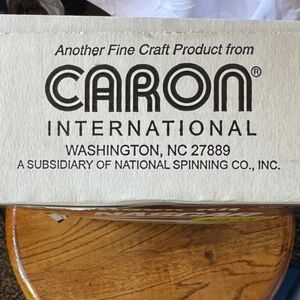 Another Fine Craft Product from
CARON®
INTERNATIONAL
WASHINGTON, NC 27889
A SUBSIDIARY OF NATIONAL SPINNING CO., INC.